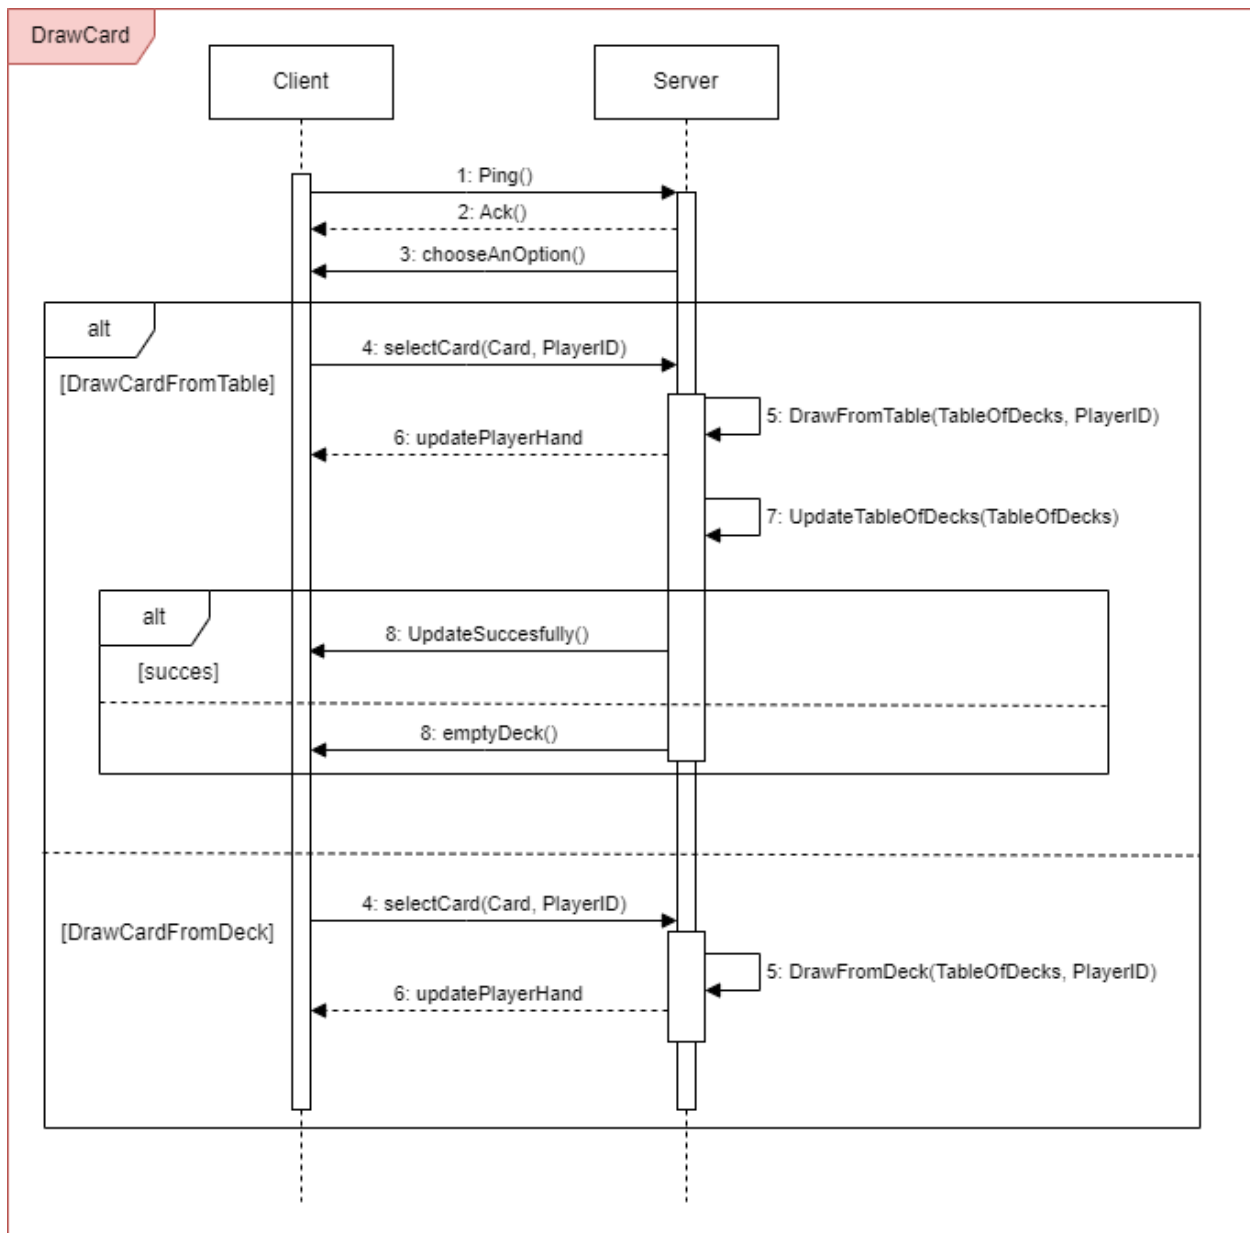 DrawCard
Client
Server
1: Ping()
2: Ack()
3: chooseAnOption()
alt
4: selectCard(Card, PlayerID)
[DrawCardFromTable]
5: DrawFromTable(TableOfDecks, PlayerID)
6: updatePlayerHand
7: UpdateTableOfDecks(TableOfDecks)
alt
8: UpdateSuccesfully()
[succes]
8: emptyDeck()
4: selectCard(Card, PlayerID)
[DrawCardFromDeck]
5: DrawFromDeck(TableOfDecks, PlayerID)
6: updatePlayerHand